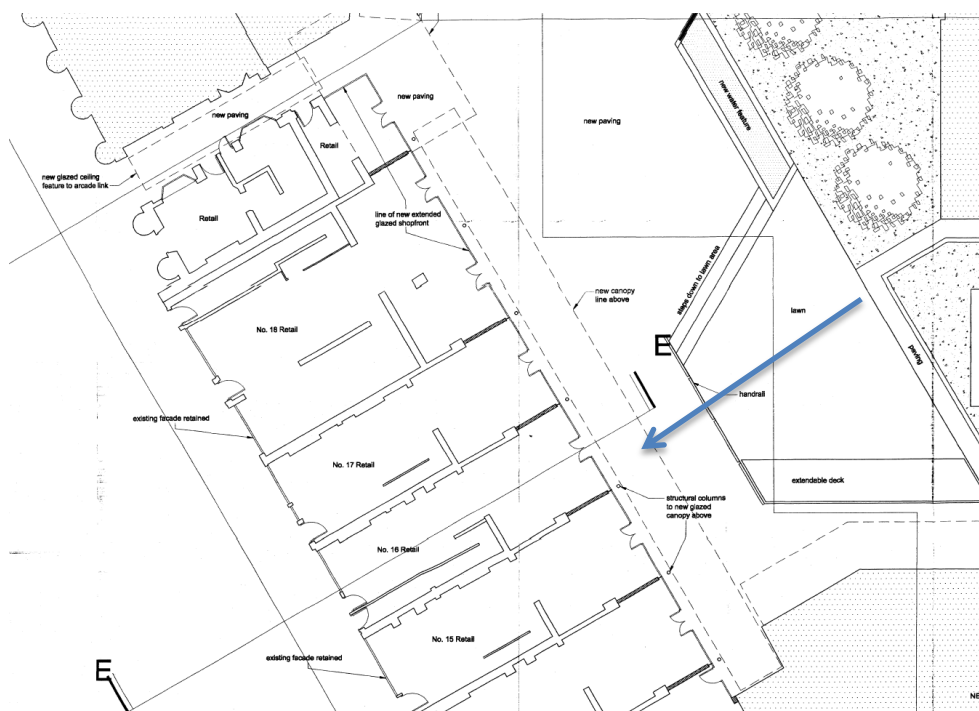 new paving
new paving
new paving
new water feature
Retail
new glazed ceiling
feature to arcade link
Retail
line of new extended
glazed shopfront
steps down to lawn area
new canopy
line above
lawn
No. 18 Retail
E
paving
handrail
existing facade retained
No. 17 Retail
extendable deck
structural columns
to new glazed
canopy above
No. 16 Retail
No. 15 Retail
existing facade retained
E
NE